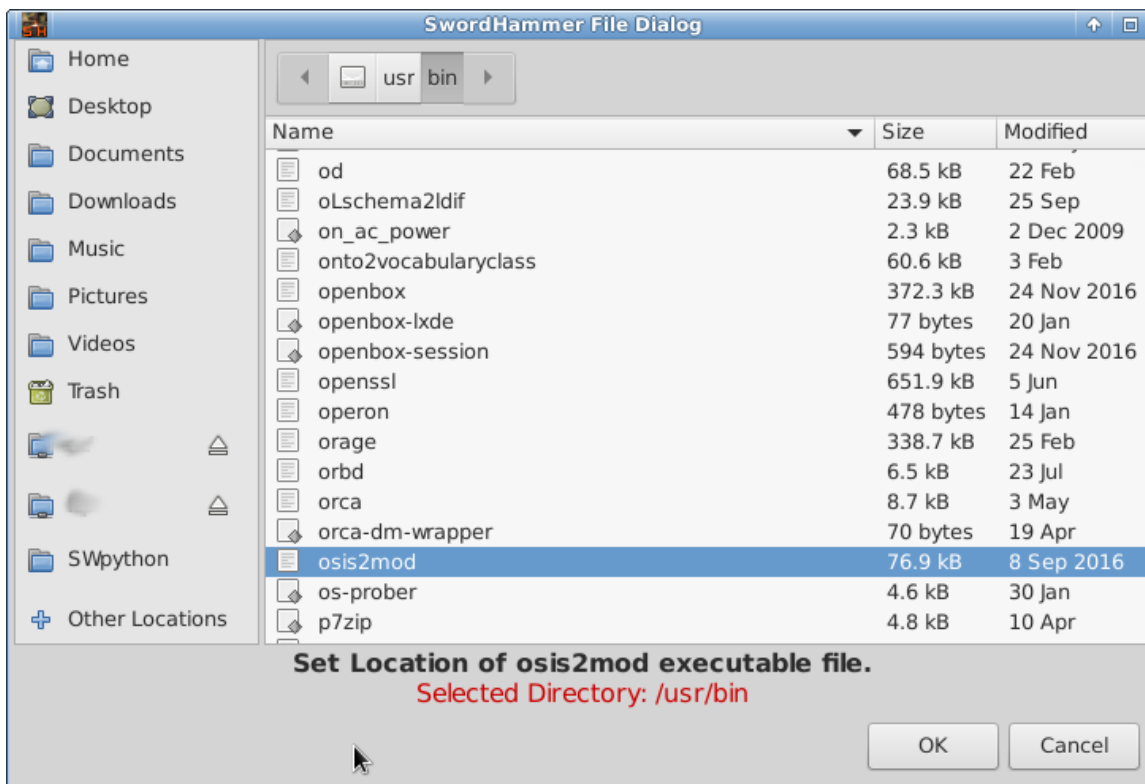 SwordHammer File Dialog
Home
Desktop
Documents
Downloads
Music
Pictures
Videos
Trash
SWpython
Other Locations
usr bin
Name Size Modified
od 68.5 kB 22 Feb
oLschema2ldif 23.9 kB 25 Sep
on_ac_power 2.3 kB 2 Dec 2009
onto2vocabularyclass 60.6 kB 3 Feb
openbox 372.3 kB 24 Nov 2016
openbox-lxde 77 bytes 20 Jan
openbox-session 594 bytes 24 Nov 2016
openssl 651.9 kB 5 Jun
operon 478 bytes 14 Jan
orage 338.7 kB 25 Feb
orbd 6.5 kB 23 Jul
orca 8.7 kB 3 May
orca-dm-wrapper 70 bytes 19 Apr
osis2mod 76.9 kB 8 Sep 2016
os-prober 4.6 kB 30 Jan
p7zip 4.8 kB 10 Apr
Set Location of osis2mod executable file.
Selected Directory: /usr/bin
OK Cancel